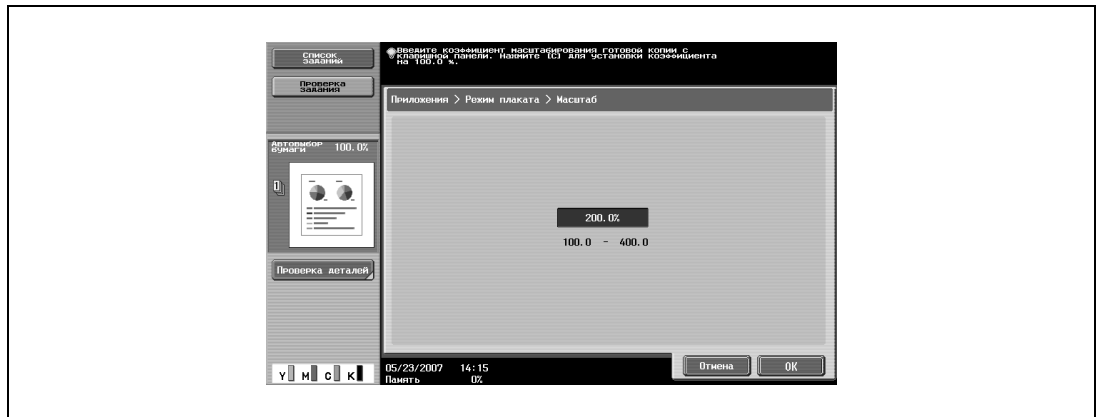 Список
заданий
Проверка
задания
Введите коэффициент масштабирования готовой копии с
клавишной панели. Нажмите [C] для установки коэффициента
на 100.0 %.
Приложения > Режим плаката > Масштаб
Автовыбор
бумаги 100.0%
1
200.0%
100.0 - 400.0
Проверка деталей
Y M C K
05/23/2007 14:15
Память 0%
Отмена
OK